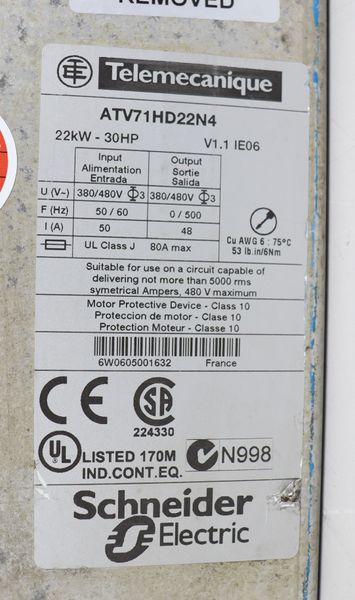 REMOVED
Telemecanique
ATV71HD22N4
22kW - 30HP V1.1 IE06
Input Output
Alimentation Sortie
Entrada Salida
U (V~) 380/480V 3 380/480V 3
F (Hz) 50 / 60 0 / 500
I (A) 50 48
UL Class J 80A max
Cu AWG 6 : 75°C
53 lb.in/6Nm
Suitable for use on a circuit capable of
delivering not more than 5000 rms
symetrical Ampers, 480 V maximum
Motor Protective Device - Class 10
Proteccion de motor - Clase 10
Protection Moteur - Classe 10
6W0605001632 France
CE SA
224330
UL LISTED 170M N998
IND.CONT.EQ.
Schneider
Electric